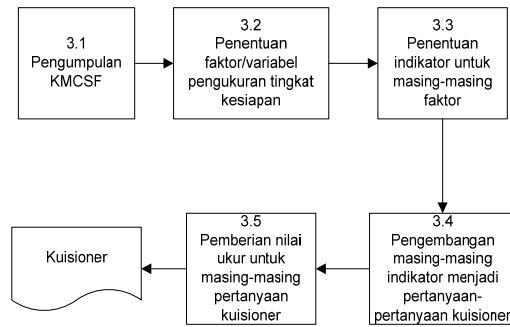 3.1
Pengumpulan
KMCSF
3.2
Penentuan
faktor/variabel
pengukuran tingkat
kesiapan
3.3
Penentuan
indikator untuk
masing-masing
faktor
3.4
Pengembangan
masing-masing
indikator menjadi
pertanyaan-
pertanyaan kuisioner
3.5
Pemberian nilai
ukur untuk
masing-masing
pertanyaan
kuisioner
Kuisioner